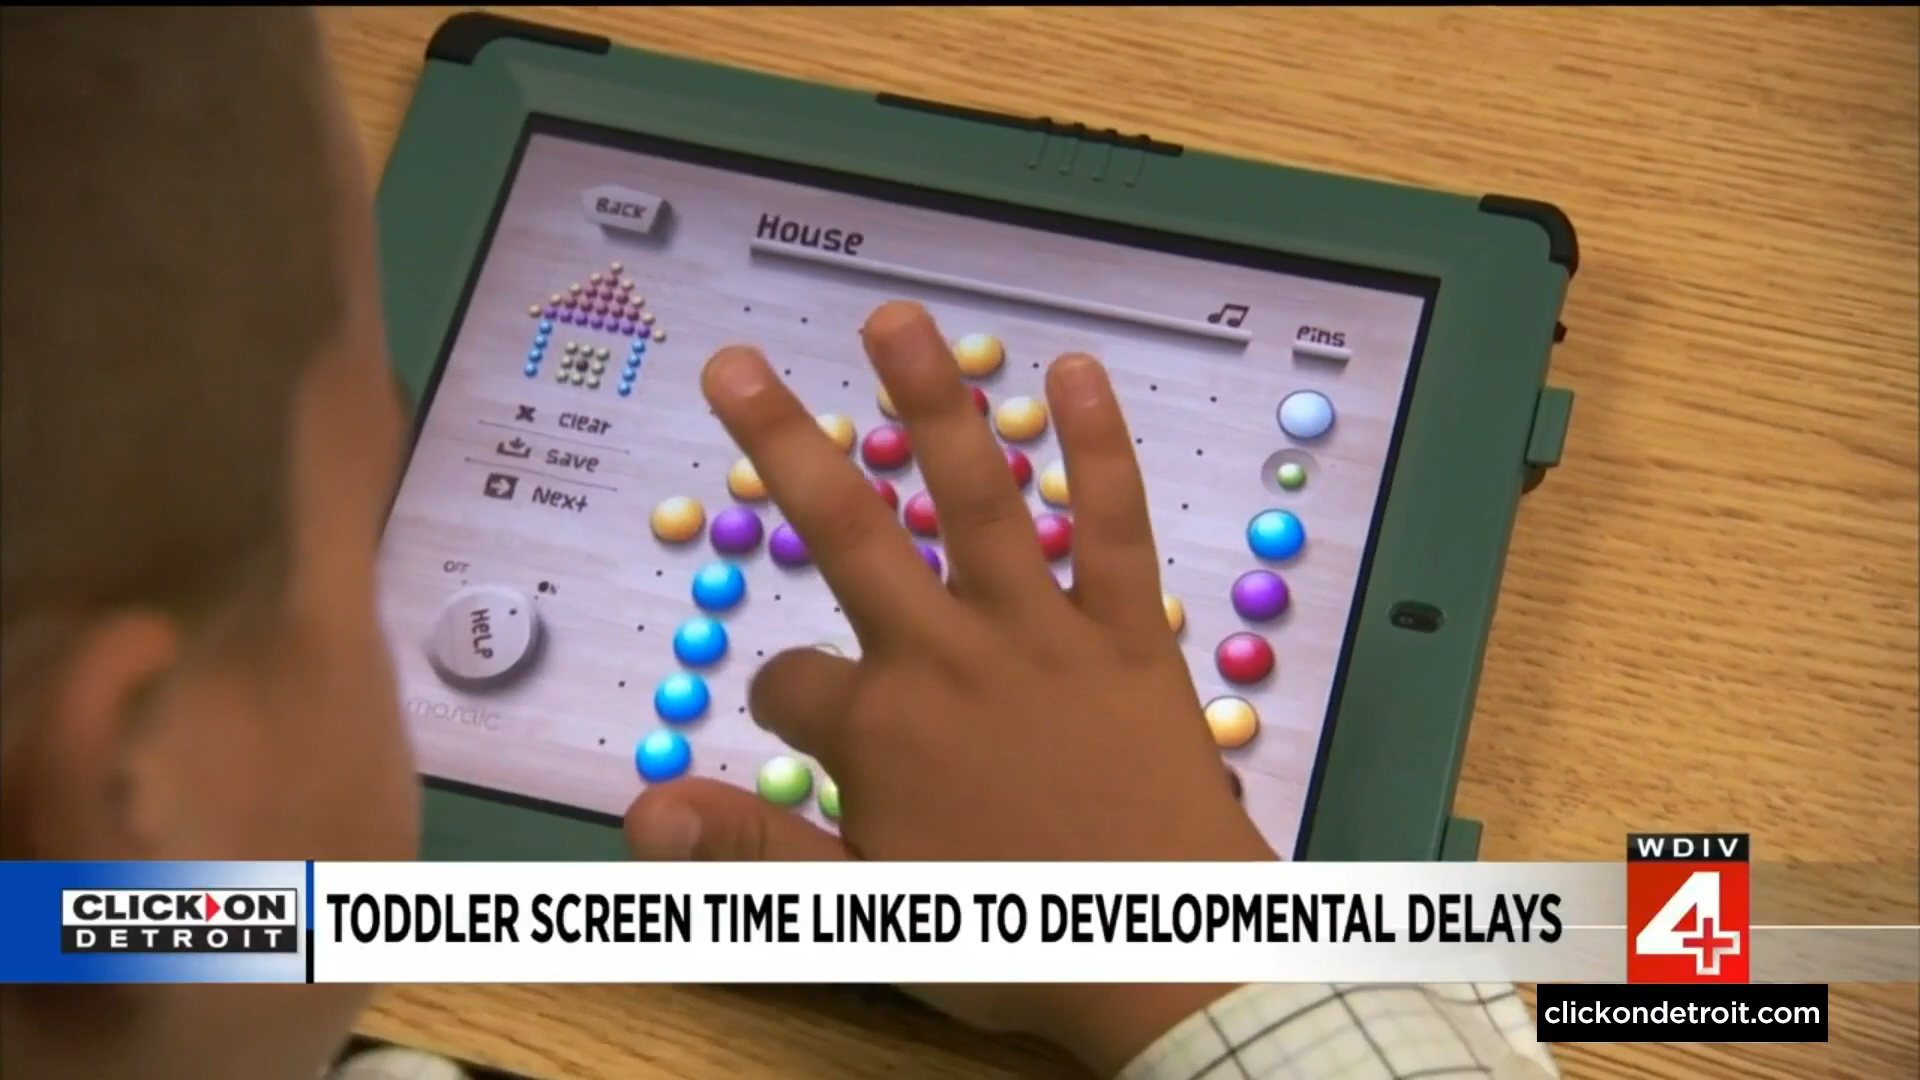 Back
House
Pins
clear
save
Next
OFF
ON
HELP
mosaic
CLICK ON
DETROIT
TODDLER SCREEN TIME LINKED TO DEVELOPMENTAL DELAYS
WDIV
4
clickondetroit.com